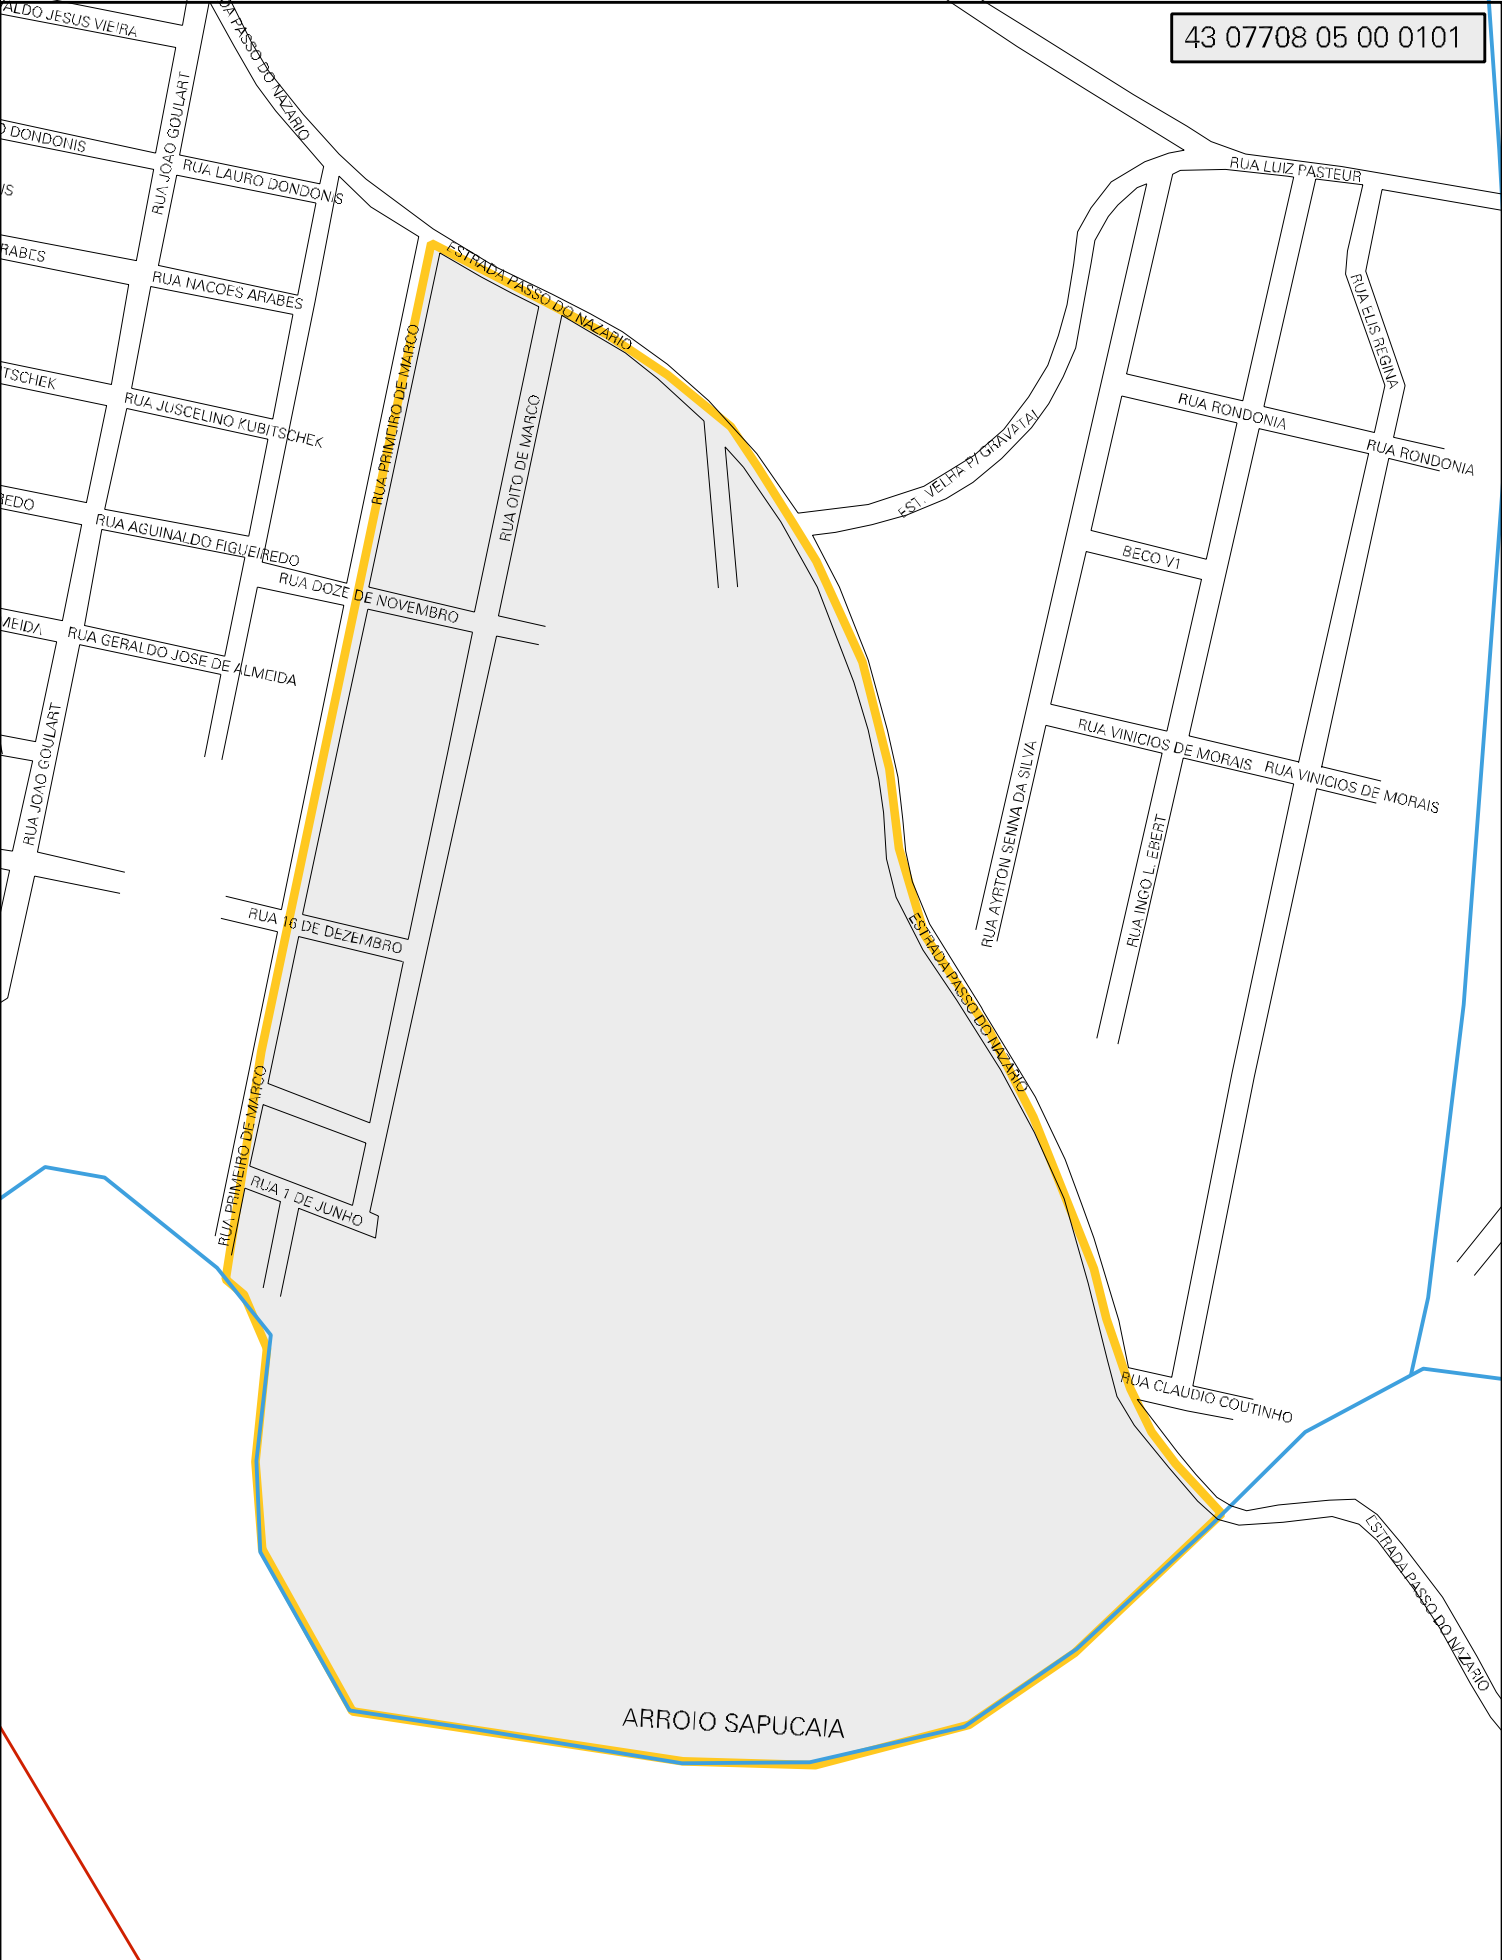 43 07708 05 00 0101
ALDO JESUS VIEIRA
PASSO DO NAZARIO
RUA JOAO GOULART
DONDONIS
RUA LAURO DONDONIS
RUA LUIZ PASTEUR
IS
RABES
RUA NACOES ARABES
ESTRADA PASSO DO NAZARIO
RUA ELIS REGINA
RUA PRIMEIRO DE MARCO
ITSCHEK
RUA JUSCELINO KUBITSCHEK
RUA OITO DE MARCO
EST. VELHA P/ GRAVATAI
RUA RONDONIA
RUA RONDONIA
REDO
RUA AGUINALDO FIGUEIREDO
BECO V1
RUA DOZE DE NOVEMBRO
MEIDA
RUA GERALDO JOSE DE ALMEIDA
RUA JOAO GOULART
RUA VINICIOS DE MORAIS
RUA VINICIOS DE MORAIS
RUA AYRTON SENNA DA SILVA
RUA INGO L. EBERT
RUA 16 DE DEZEMBRO
ESTRADA PASSO DO NAZARIO
RUA PRIMEIRO DE MARCO
RUA 1 DE JUNHO
RUA CLAUDIO COUTINHO
ESTRADA PASSO DO NAZARIO
ARROIO SAPUCAIA